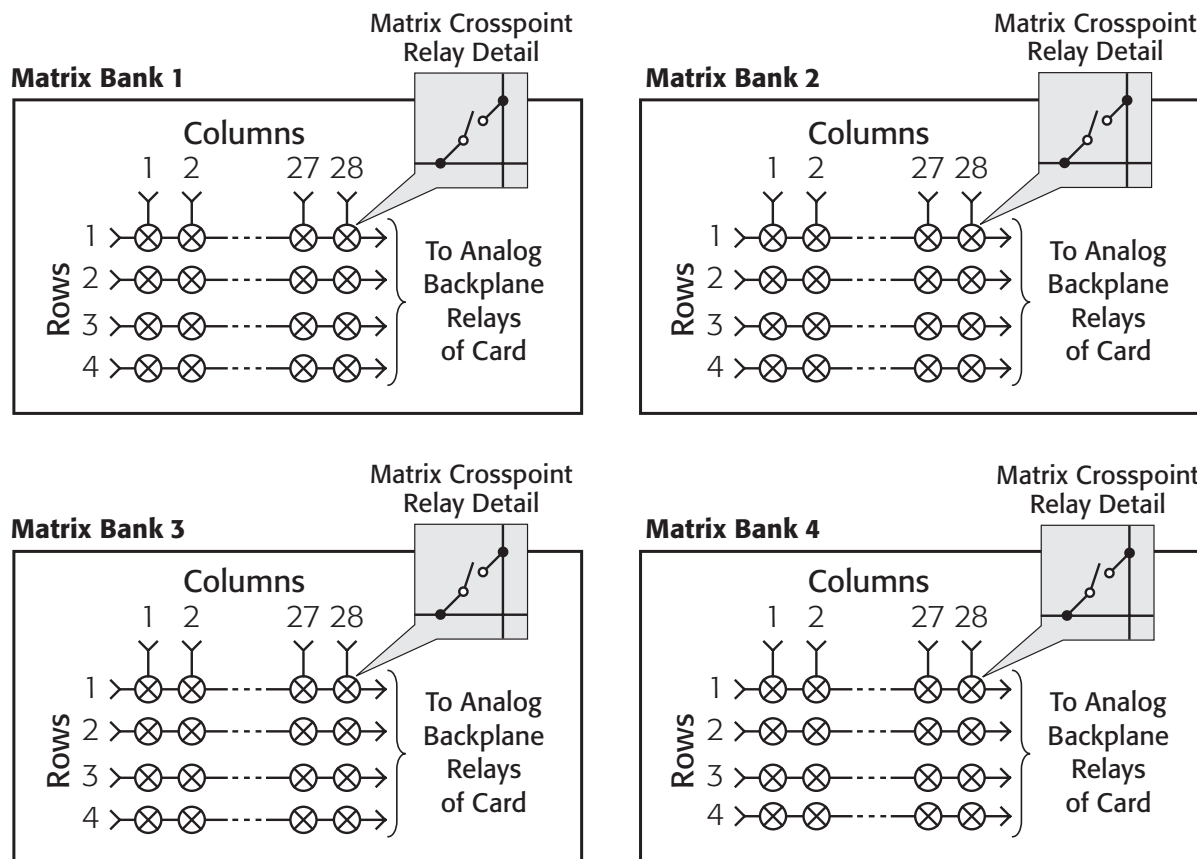 Matrix Crosspoint
Relay Detail
Matrix Bank 1
Columns
1 2 27 28
Rows
1
2
3
4
To Analog
Backplane
Relays
of Card
Matrix Crosspoint
Relay Detail
Matrix Bank 2
Columns
1 2 27 28
Rows
1
2
3
4
To Analog
Backplane
Relays
of Card
Matrix Crosspoint
Relay Detail
Matrix Bank 3
Columns
1 2 27 28
Rows
1
2
3
4
To Analog
Backplane
Relays
of Card
Matrix Crosspoint
Relay Detail
Matrix Bank 4
Columns
1 2 27 28
Rows
1
2
3
4
To Analog
Backplane
Relays
of Card